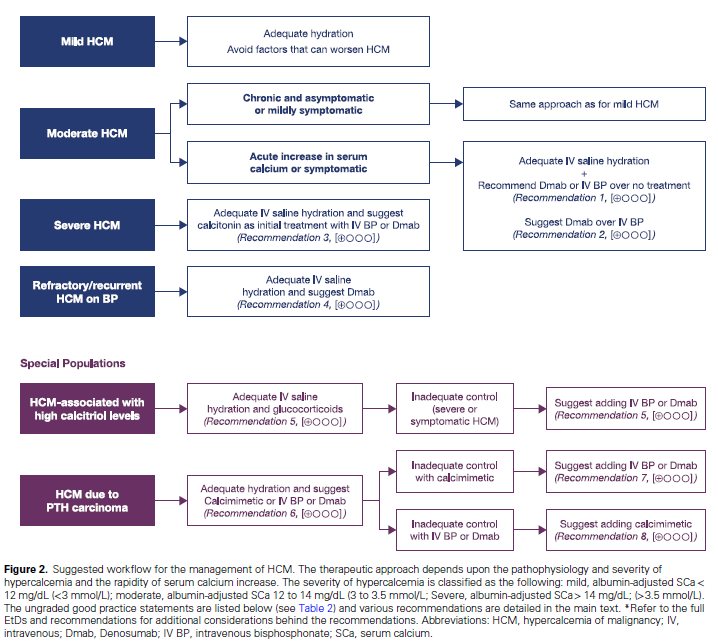 Mild HCM
Adequate hydration
Avoid factors that can worsen HCM
Moderate HCM
Chronic and asymptomatic
or mildly symptomatic
Same approach as for mild HCM
Acute increase in serum
calcium or symptomatic
Adequate IV saline hydration
+
Recommend Dmab or IV BP over no treatment
(Recommendation 1, [⊕○○○])
Suggest Dmab over IV BP
(Recommendation 2, [⊕○○○])
Severe HCM
Adequate IV saline hydration and suggest
calcitonin as initial treatment with IV BP or Dmab
(Recommendation 3, [⊕○○○])
Refractory/recurrent
HCM on BP
Adequate IV saline
hydration and suggest Dmab
(Recommendation 4, [⊕○○○])
Special Populations
HCM-associated with
high calcitriol levels
Adequate IV saline
hydration and glucocorticoids
(Recommendation 5, [⊕○○○])
Inadequate control
(severe or
symptomatic HCM)
Suggest adding IV BP or Dmab
(Recommendation 5, [⊕○○○])
HCM due to
PTH carcinoma
Adequate hydration and suggest
Calcimimetic or IV BP or Dmab
(Recommendation 6, [⊕○○○])
Inadequate control
with calcimimetic
Suggest adding IV BP or Dmab
(Recommendation 7, [⊕○○○])
Inadequate control
with IV BP or Dmab
Suggest adding calcimimetic
(Recommendation 8, [⊕○○○])
Figure 2. Suggested workflow for the management of HCM. The therapeutic approach depends upon the pathophysiology and severity of
hypercalcemia and the rapidity of serum calcium increase. The severity of hypercalcemia is classified as the following: mild, albumin-adjusted SCa <
12 mg/dL (<3 mmol/L); moderate, albumin-adjusted SCa 12 to 14 mg/dL (3 to 3.5 mmol/L; Severe, albumin-adjusted SCa > 14 mg/dL; (>3.5 mmol/L).
The ungraded good practice statements are listed below (see Table 2) and various recommendations are detailed in the main text. *Refer to the full
EtDs and recommendations for additional considerations behind the recommendations. Abbreviations: HCM, hypercalcemia of malignancy; IV,
intravenous; Dmab, Denosumab; IV BP, intravenous bisphosphonate; SCa, serum calcium.